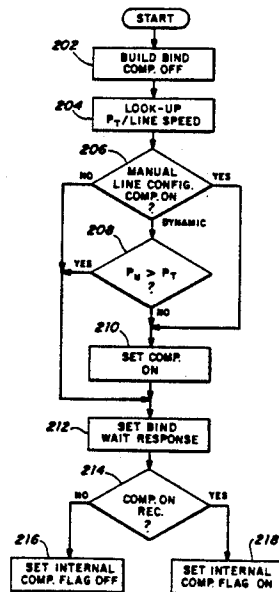 START
202
BUILD BIND
COMP. OFF
204
LOOK-UP
PT/LINE SPEED
206
NO
MANUAL
LINE CONFIG.
COMP. ON
?
YES
DYNAMIC
208
YES
PN > PT
?
NO
210
SET COMP.
ON
212
SET BIND
WAIT RESPONSE
214
NO
COMP. ON
REC.
?
YES
216
SET INTERNAL
COMP. FLAG OFF
218
SET INTERNAL
COMP. FLAG ON